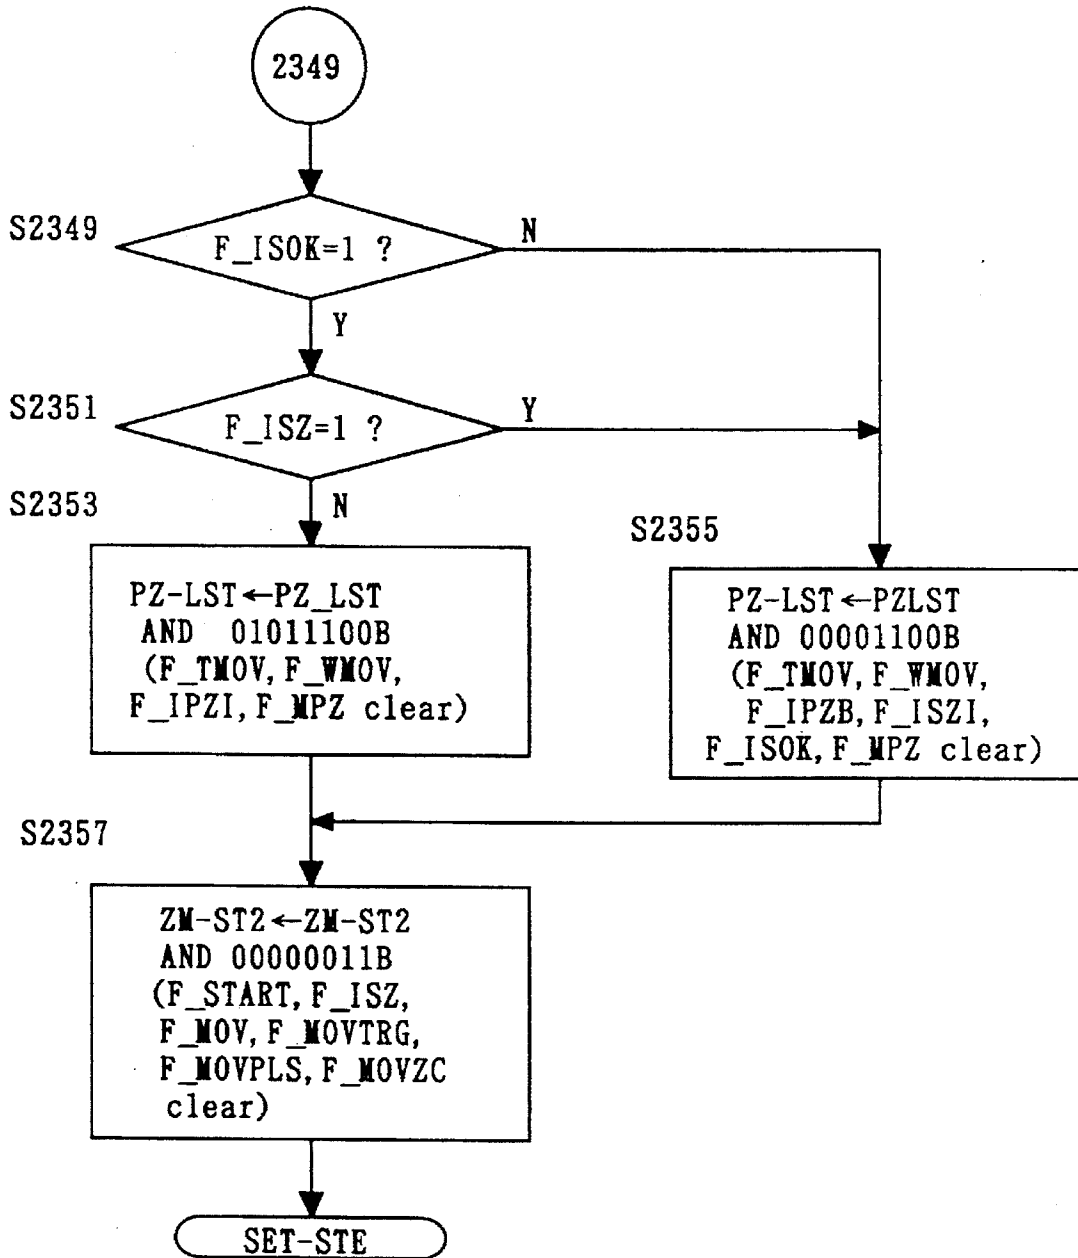 2349
S2349
F_ISOK=1 ?
N
Y
S2351
F_ISZ=1 ?
Y
N
S2353
PZ-LST←PZ_LST
AND 01011100B
(F_TMOV, F_WMOV,
F_IPZI, F_MPZ clear)
S2355
PZ-LST←PZLST
AND 00001100B
(F_TMOV, F_WMOV,
F_IPZB, F_ISZI,
F_ISOK, F_MPZ clear)
S2357
ZM-ST2←ZM-ST2
AND 00000011B
(F_START, F_ISZ,
F_MOV, F_MOVTRG,
F_MOVPLS, F_MOVZC
clear)
SET-STE